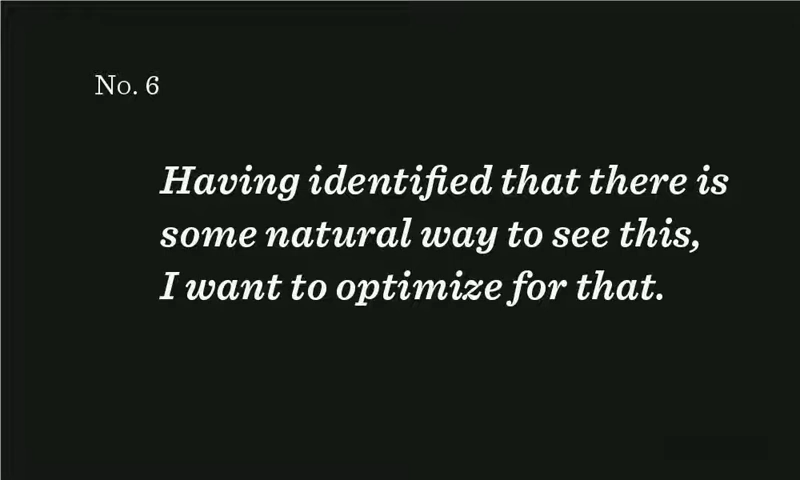 No. 6
Having identified that there is
some natural way to see this,
I want to optimize for that.